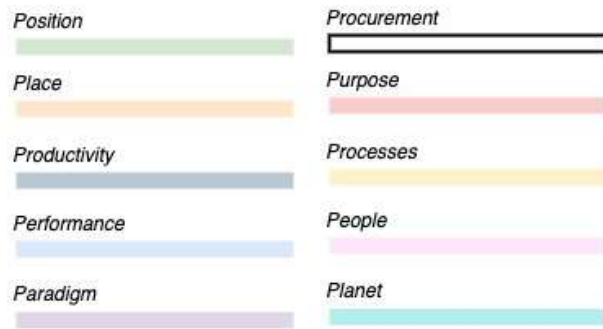 Position
Procurement
Place
Purpose
Productivity
Processes
Performance
People
Paradigm
Planet